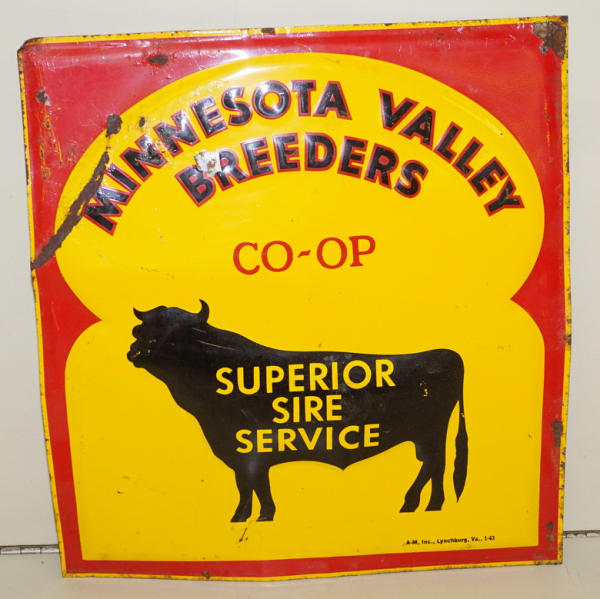 MINNESOTA VALLEY
BREEDERS
CO-OP
SUPERIOR
SIRE
SERVICE
A-M, Inc., Lynchburg, Va., 1-63